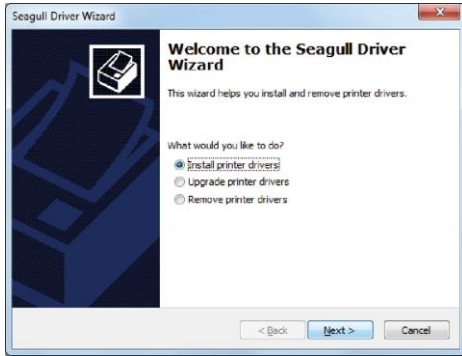 Seagull Driver Wizard
Welcome to the Seagull Driver
Wizard
This wizard helps you install and remove printer drivers.
What would you like to do?
Install printer drivers
Upgrade printer drivers
Remove printer drivers
< Back Next > Cancel